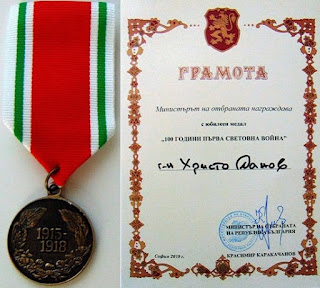 1915-
1918
ГРАМОТА
Министърът на отбраната награждава
с юбилеен медал
„100 ГОДИНИ ПЪРВА СВЕТОВНА ВОЙНА“
г-н Христо Данов
МИНИСТЪР НА ОТБРАНАТА
НА РЕПУБЛИКА БЪЛГАРИЯ
София 2019 г.
КРАСИМИР КАРАКАЧАНОВ